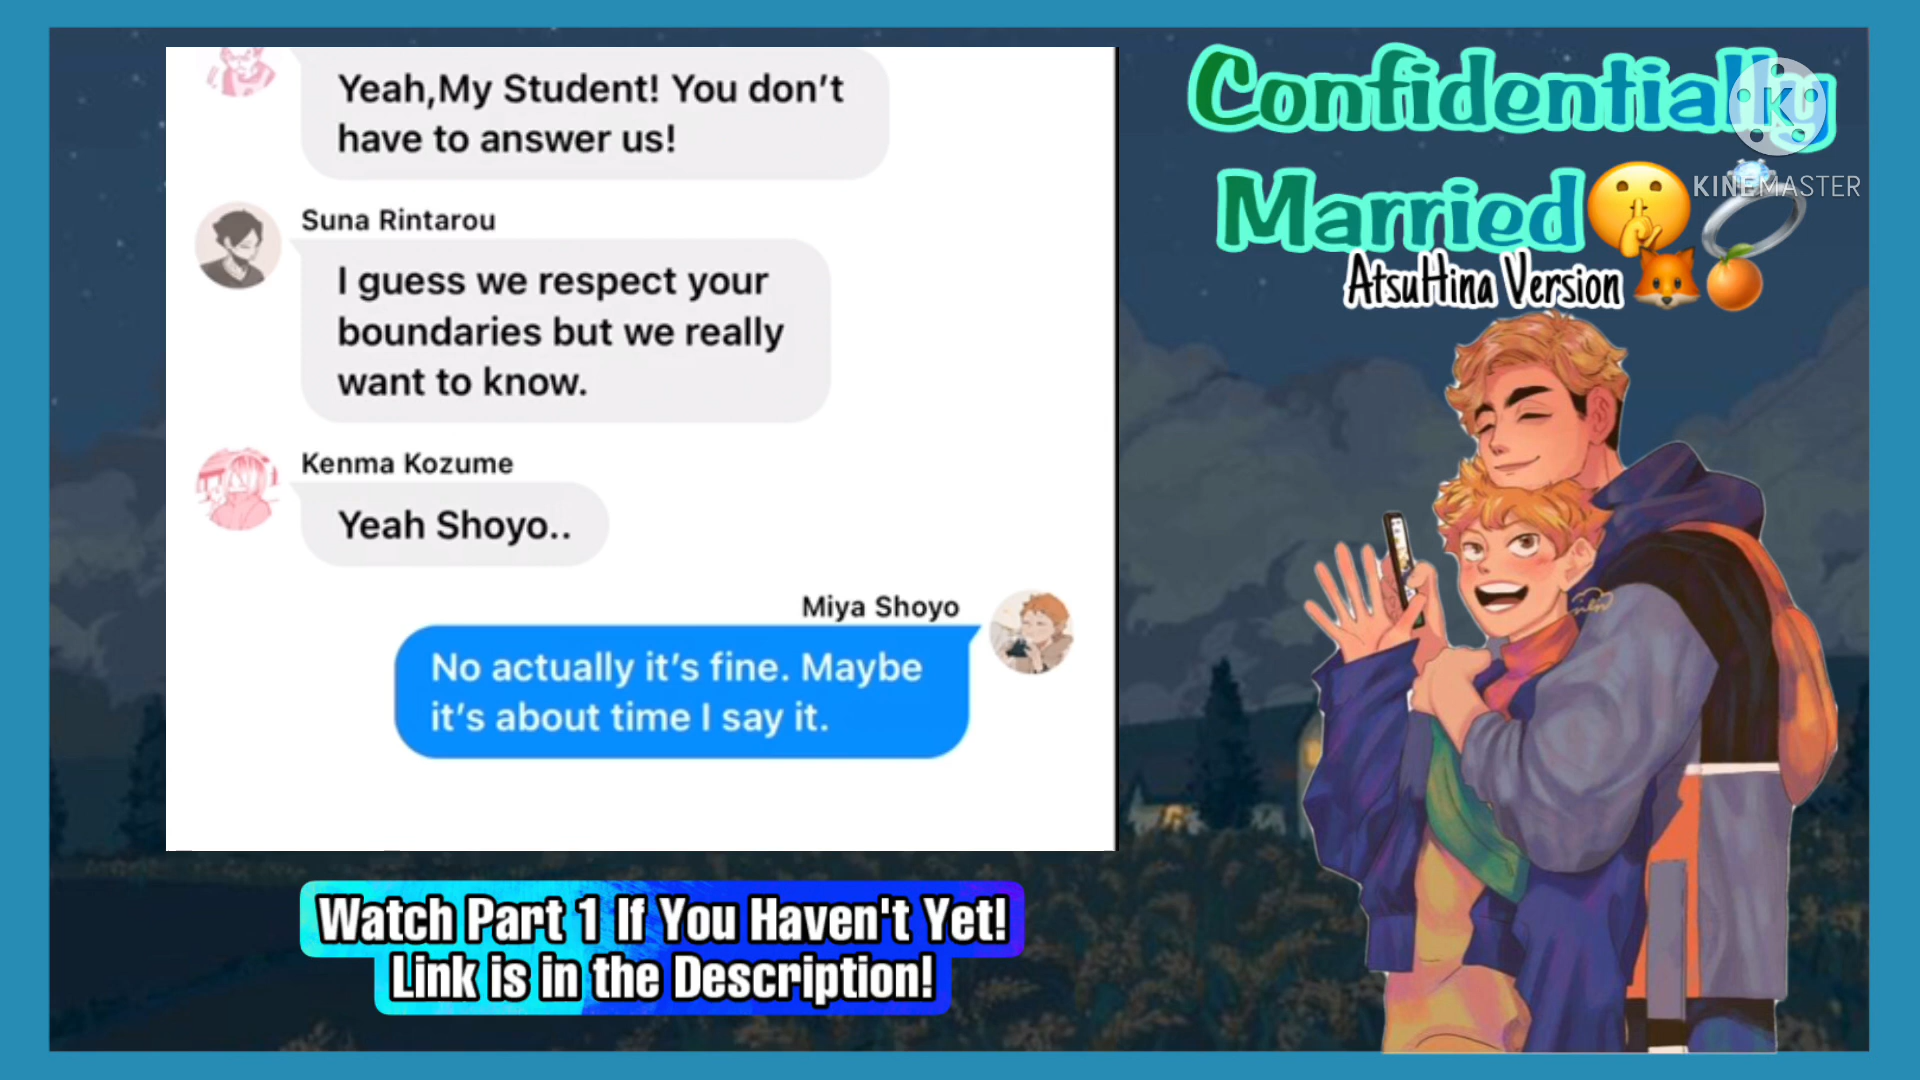 Yeah,My Student! You don't
have to answer us!
Suna Rintarou
I guess we respect your
boundaries but we really
want to know.
Kenma Kozume
Yeah Shoyo..
Miya Shoyo
No actually it's fine. Maybe
it's about time I say it.
Watch Part 1 If You Haven't Yet!
Link is in the Description!
Confidentially
Married
AtsuHina Version
K
KINEMASTER